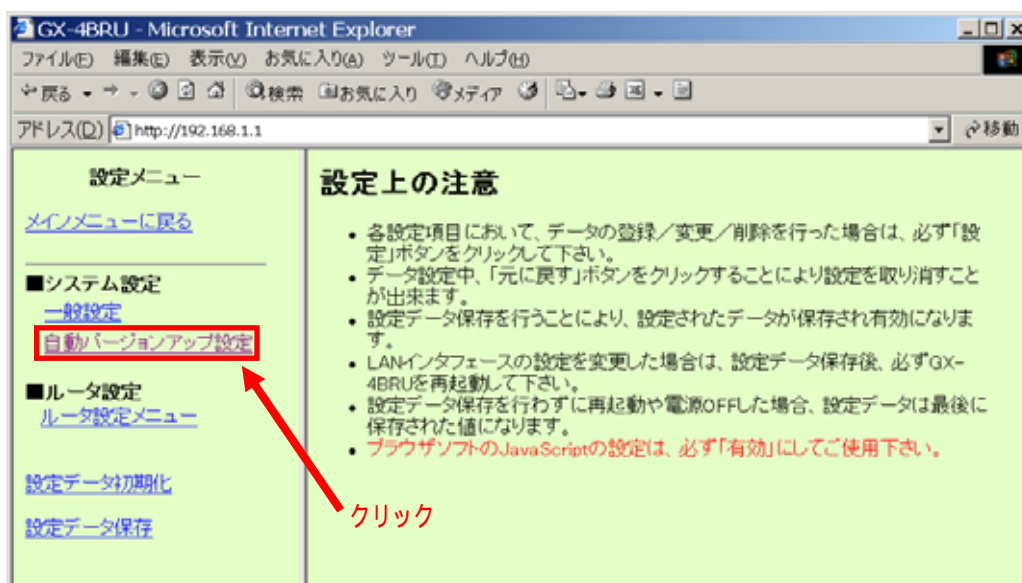 GX-4BRU - Microsoft Internet Explorer
ファイル(F) 編集(E) 表示(V) お気に入り(A) ツール(T) ヘルプ(H)
戻る 検索 お気に入り メディア
アドレス(D) http://192.168.1.1 移動
設定メニュー
メインメニューに戻る
■システム設定
一般設定
自動バージョンアップ設定
■ルータ設定
ルータ設定メニュー
設定データ初期化
設定データ保存
設定上の注意
• 各設定項目において、データの登録／変更／削除を行った場合は、必ず「設
定」ボタンをクリックして下さい。
• データ設定中、「元に戻す」ボタンをクリックすることにより設定を取り消すこと
が出来ます。
• 設定データ保存を行うことにより、設定されたデータが保存され有効になりま
す。
• LANインタフェースの設定を変更した場合は、設定データ保存後、必ずGX-
4BRUを再起動して下さい。
• 設定データ保存を行わずに再起動や電源OFFした場合、設定データは最後に
保存された値になります。
• ブラウザソフトのJavaScriptの設定は、必ず「有効」にしてご使用下さい。
クリック